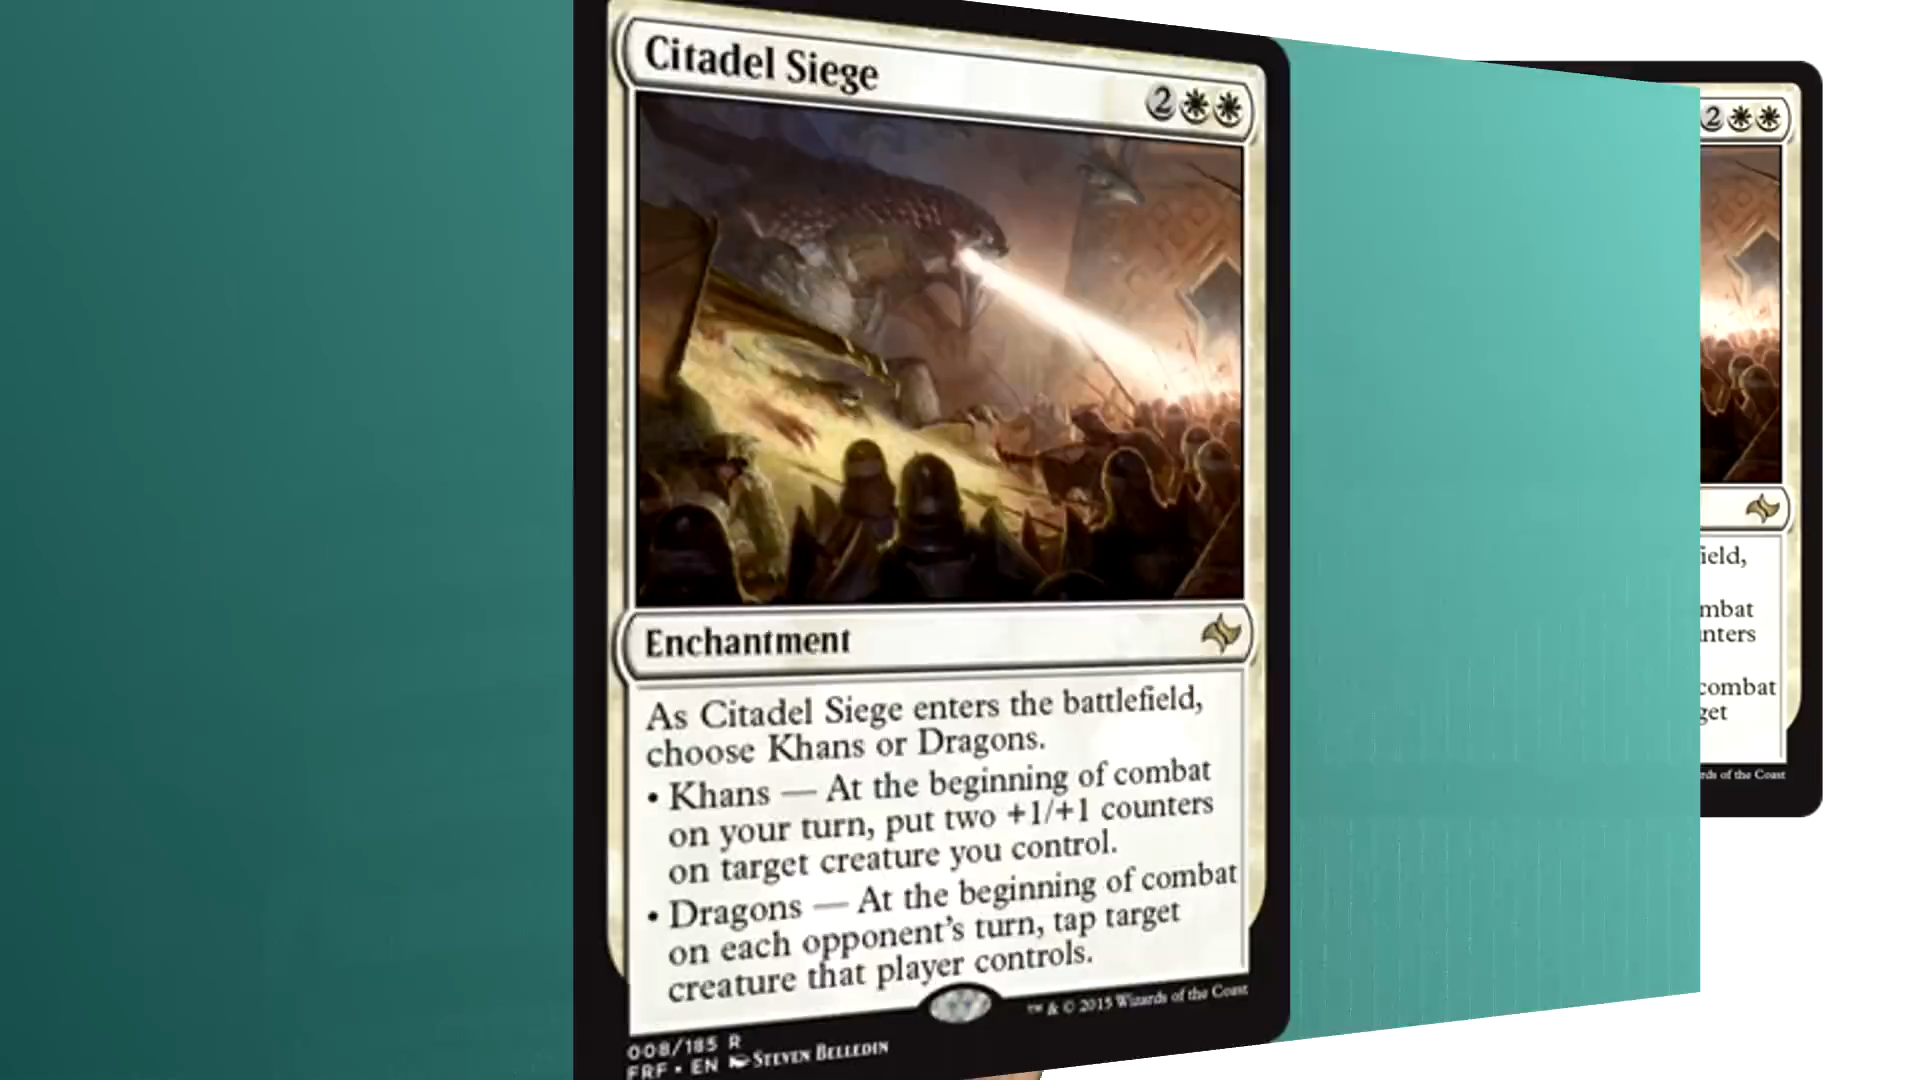 Citadel Siege
2
Enchantment
As Citadel Siege enters the battlefield,
choose Khans or Dragons.
• Khans — At the beginning of combat
on your turn, put two +1/+1 counters
on target creature you control.
• Dragons — At the beginning of combat
on each opponent's turn, tap target
creature that player controls.
™ & © 2015 Wizards of the Coast
008/185 R
FRF • EN Steven Belledin
2
ield,
mbat
nters
combat
get
rds of the Coast